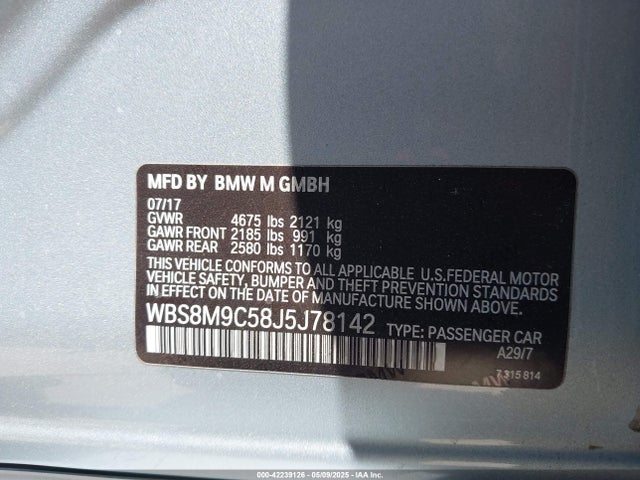 MFD BY BMW M GMBH
07/17
GVWR 4675 lbs 2121 kg
GAWR FRONT 2185 lbs 991 kg
GAWR REAR 2580 lbs 1170 kg
THIS VEHICLE CONFORMS TO ALL APPLICABLE U.S.FEDERAL MOTOR
VEHICLE SAFETY, BUMPER, AND THEFT PREVENTION STANDARDS
IN EFFECT ON THE DATE OF MANUFACTURE SHOWN ABOVE.
WBS8M9C58J5J78142 TYPE: PASSENGER CAR
A29/7
7 315 814
000-42239126 - 05/09/2025 - IAA Inc.